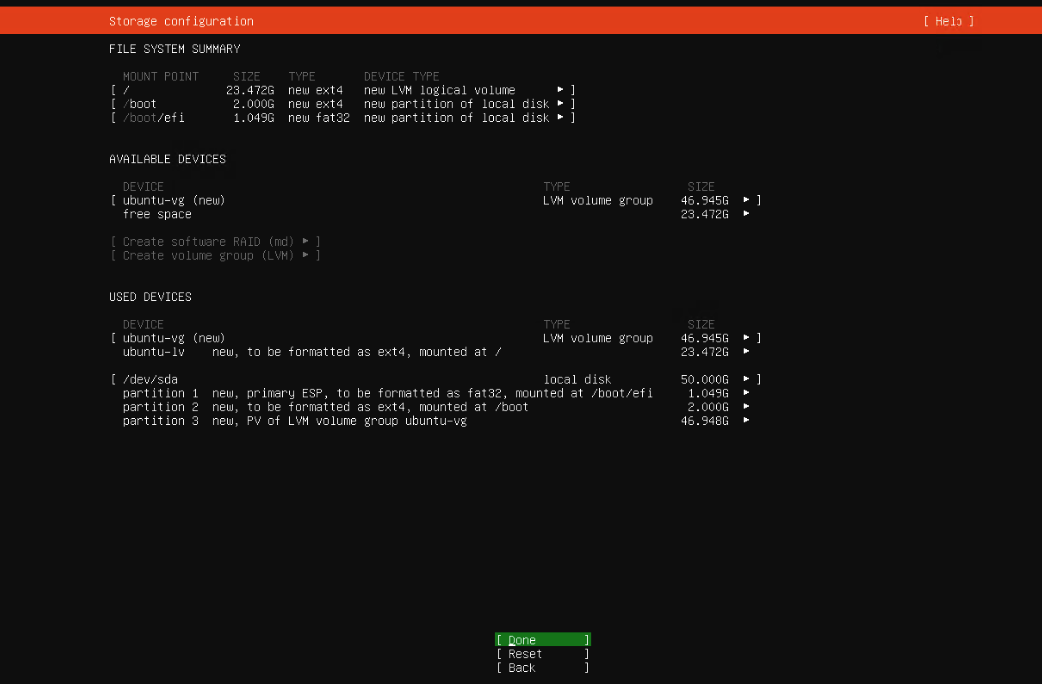 Storage configuration [ Help ]
FILE SYSTEM SUMMARY
MOUNT POINT SIZE TYPE DEVICE TYPE
[ / 23.472G new ext4 new LVM logical volume ▸ ]
[ /boot 2.000G new ext4 new partition of local disk ▸ ]
[ /boot/efi 1.049G new fat32 new partition of local disk ▸ ]
AVAILABLE DEVICES
DEVICE TYPE SIZE
[ ubuntu-vg (new) LVM volume group 46.945G ▸ ]
free space 23.472G ▸
[ Create software RAID (md) ▸ ]
[ Create volume group (LVM) ▸ ]
USED DEVICES
DEVICE TYPE SIZE
[ ubuntu-vg (new) LVM volume group 46.945G ▸ ]
ubuntu-lv new, to be formatted as ext4, mounted at / 23.472G ▸
[ /dev/sda local disk 50.000G ▸ ]
partition 1 new, primary ESP, to be formatted as fat32, mounted at /boot/efi 1.049G ▸
partition 2 new, to be formatted as ext4, mounted at /boot 2.000G ▸
partition 3 new, PV of LVM volume group ubuntu-vg 46.948G ▸
[ Done ]
[ Reset ]
[ Back ]